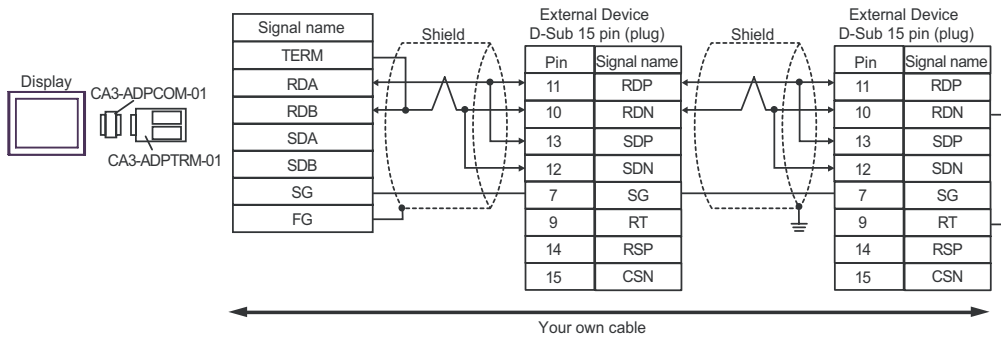 Display
CA3-ADPCOM-01
CA3-ADPTRM-01
Signal name
TERM
RDA
RDB
SDA
SDB
SG
FG
Shield
External Device
D-Sub 15 pin (plug)
Pin Signal name
11 RDP
10 RDN
13 SDP
12 SDN
7 SG
9 RT
14 RSP
15 CSN
Shield
External Device
D-Sub 15 pin (plug)
Pin Signal name
11 RDP
10 RDN
13 SDP
12 SDN
7 SG
9 RT
14 RSP
15 CSN
Your own cable